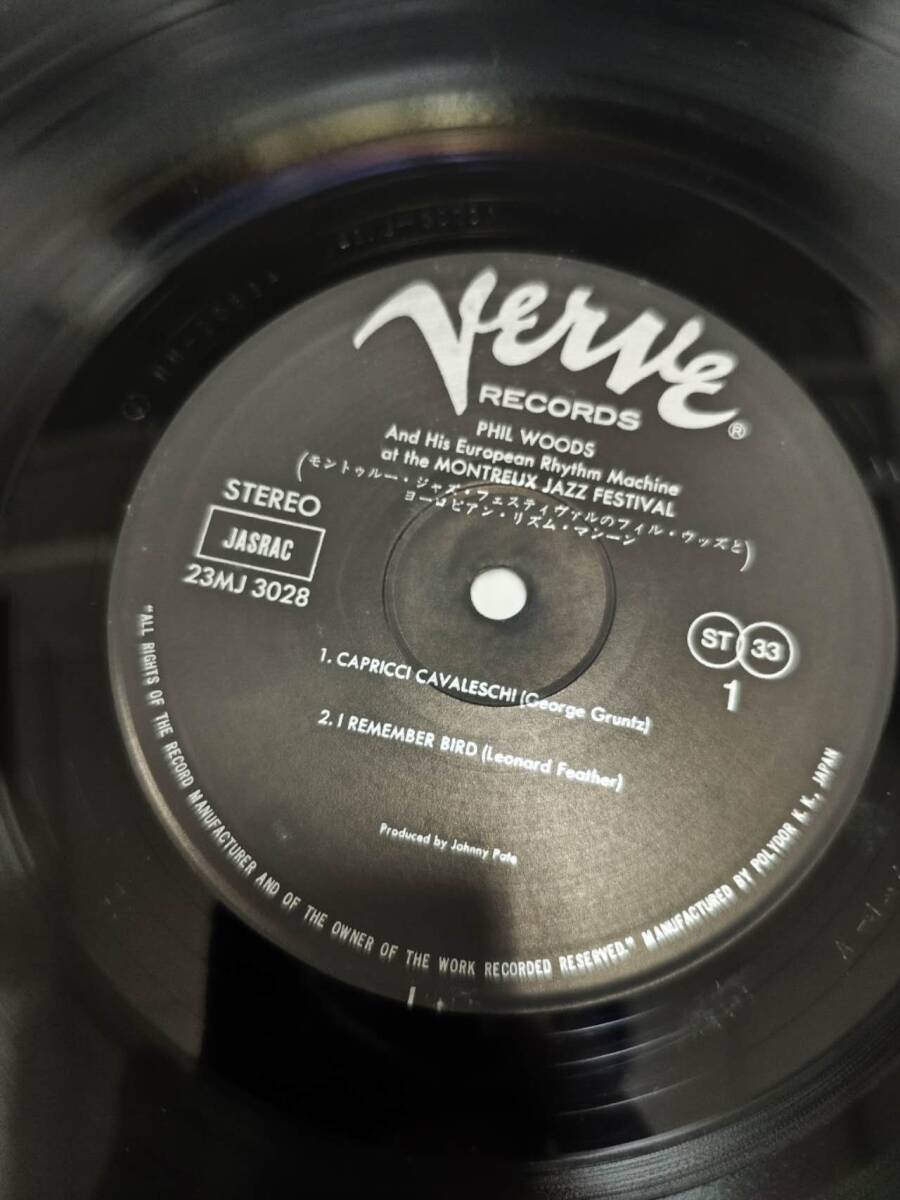 Verve
RECORDS ®
PHIL WOODS
And His European Rhythm Machine
at the MONTREUX JAZZ FESTIVAL
(モントゥルー・ジャズ・フェスティヴァルのフィル・ウッズと
ヨーロピアン・リズム・マシーン)
STEREO
JASRAC
23MJ 3028
ST 33
1
1. CAPRICCI CAVALESCHI (George Gruntz)
2. I REMEMBER BIRD (Leonard Feather)
Produced by Johnny Pate
"ALL RIGHTS OF THE RECORD MANUFACTURER AND OF THE OWNER OF THE WORK RECORDED RESERVED." MANUFACTURED BY POLYDOR K.K., JAPAN